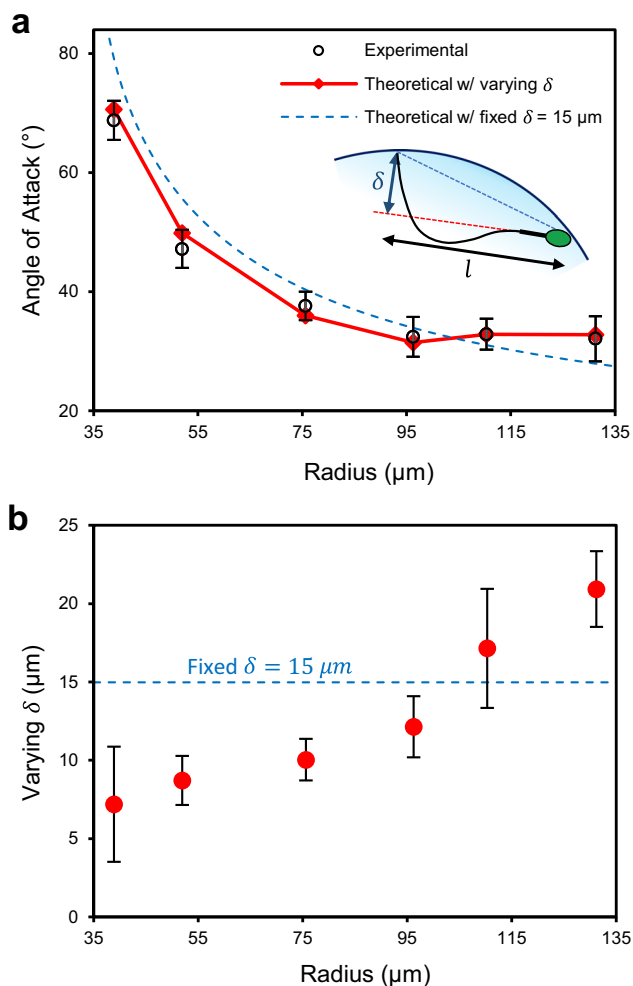 a
Angle of Attack (°)
80
60
40
20
Experimental
Theoretical w/ varying δ
Theoretical w/ fixed δ = 15 μm
δ
l
35
55
75
95
115
135
Radius (μm)
b
Varying δ (μm)
25
20
15
10
5
0
Fixed δ = 15 μm
35
55
75
95
115
135
Radius (μm)